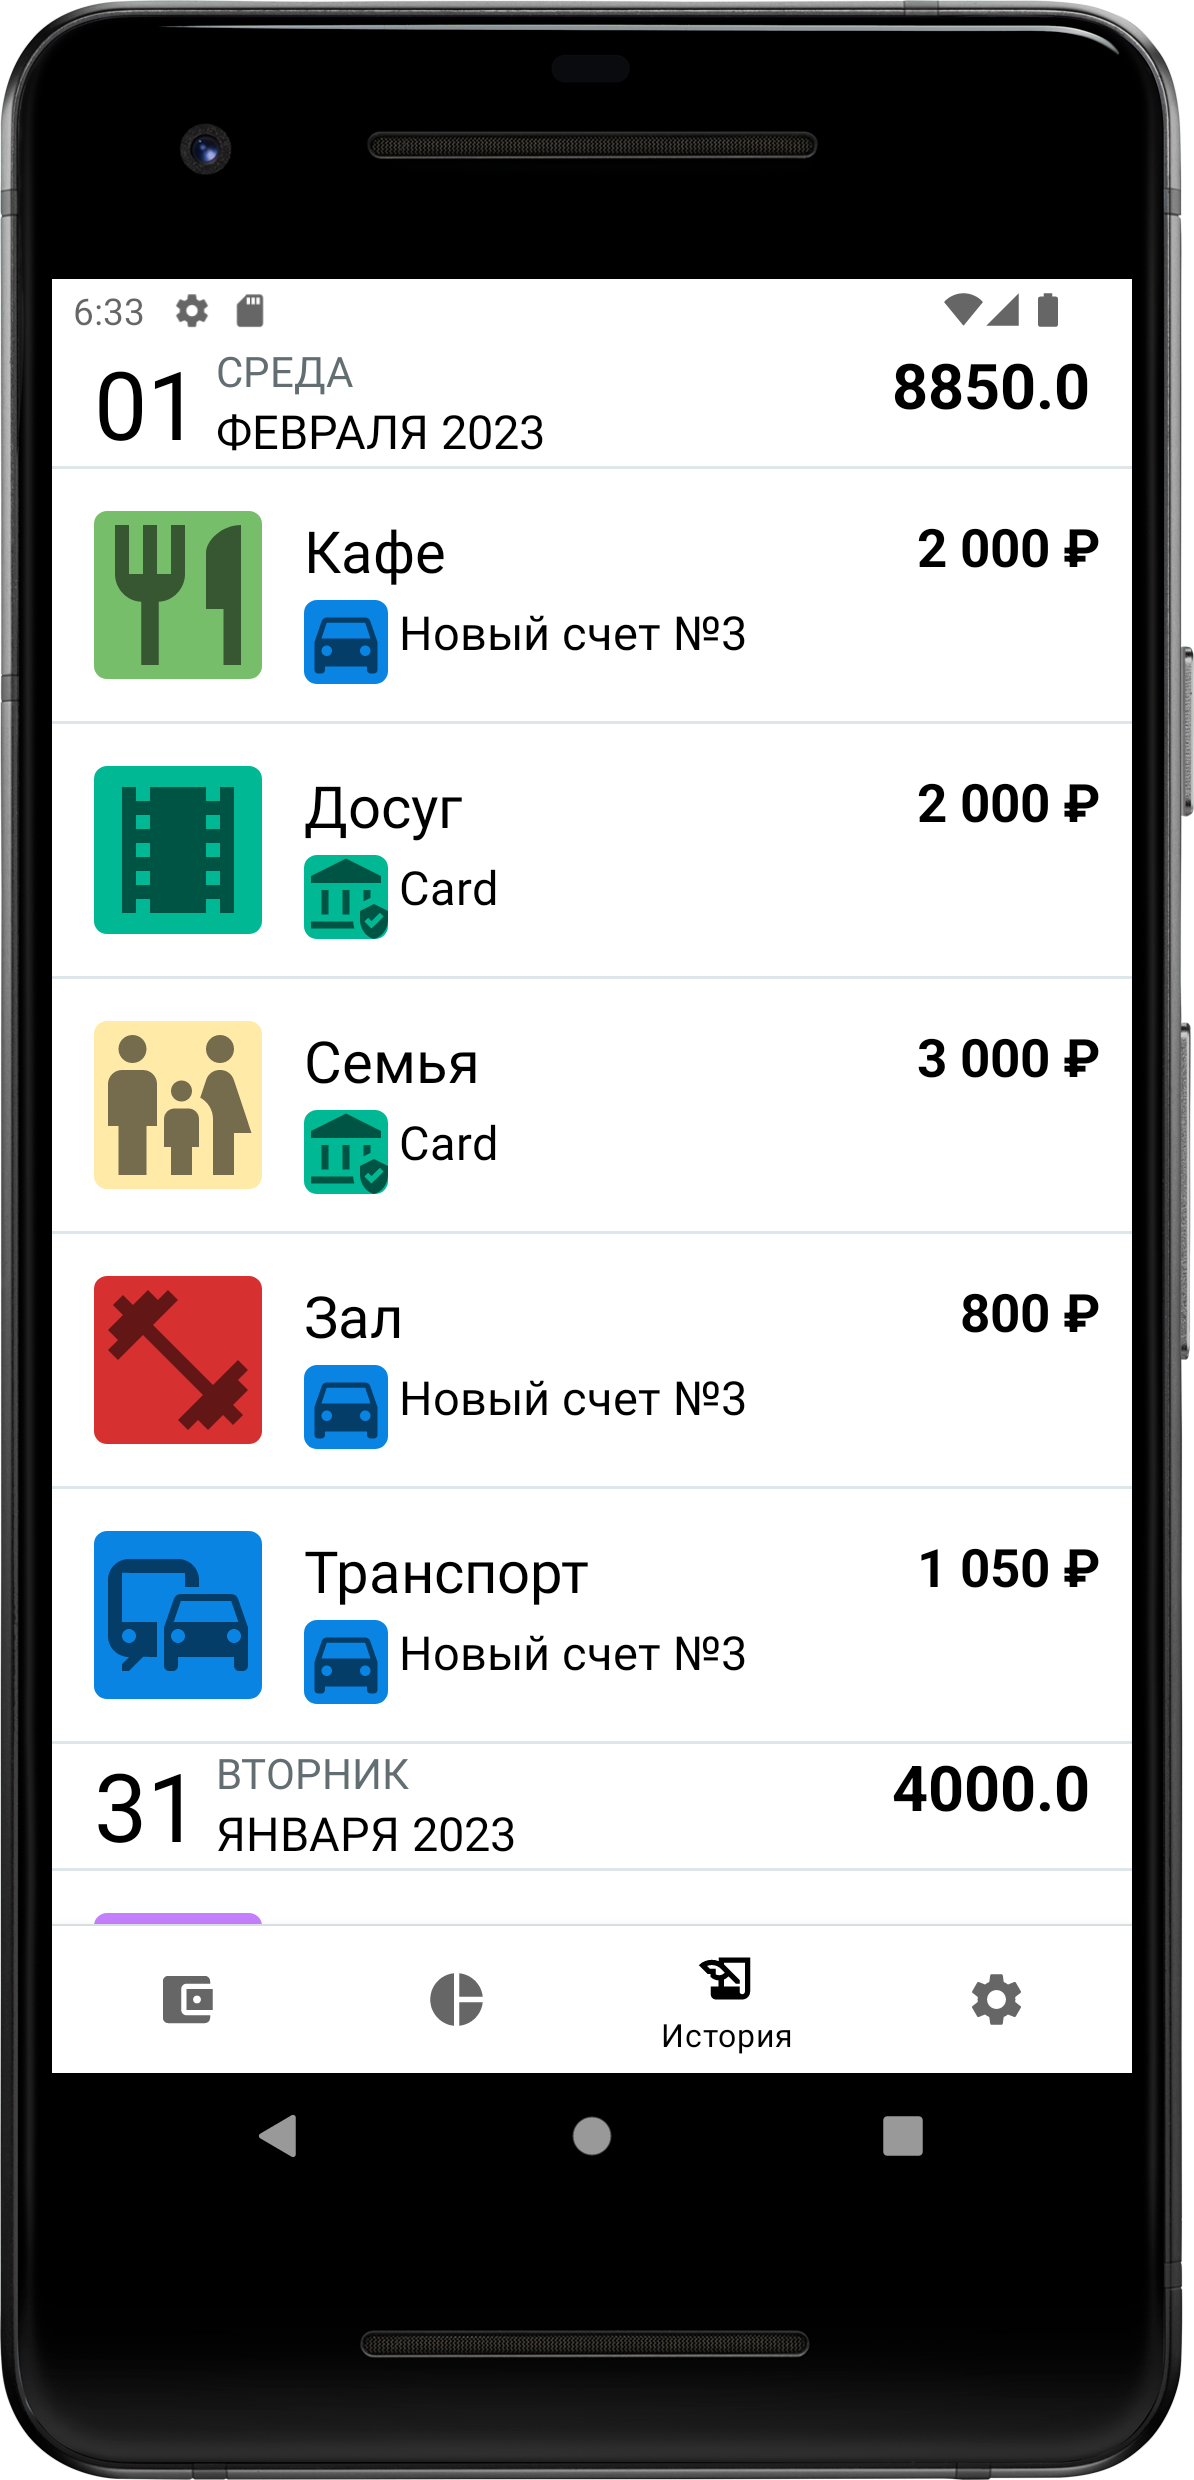 6:33
01 СРЕДА 8850.0
ФЕВРАЛЯ 2023
Кафе 2 000 ₽
Новый счет №3
Досуг 2 000 ₽
Card
Семья 3 000 ₽
Card
Зал 800 ₽
Новый счет №3
Транспорт 1 050 ₽
Новый счет №3
31 ВТОРНИК 4000.0
ЯНВАРЯ 2023
История